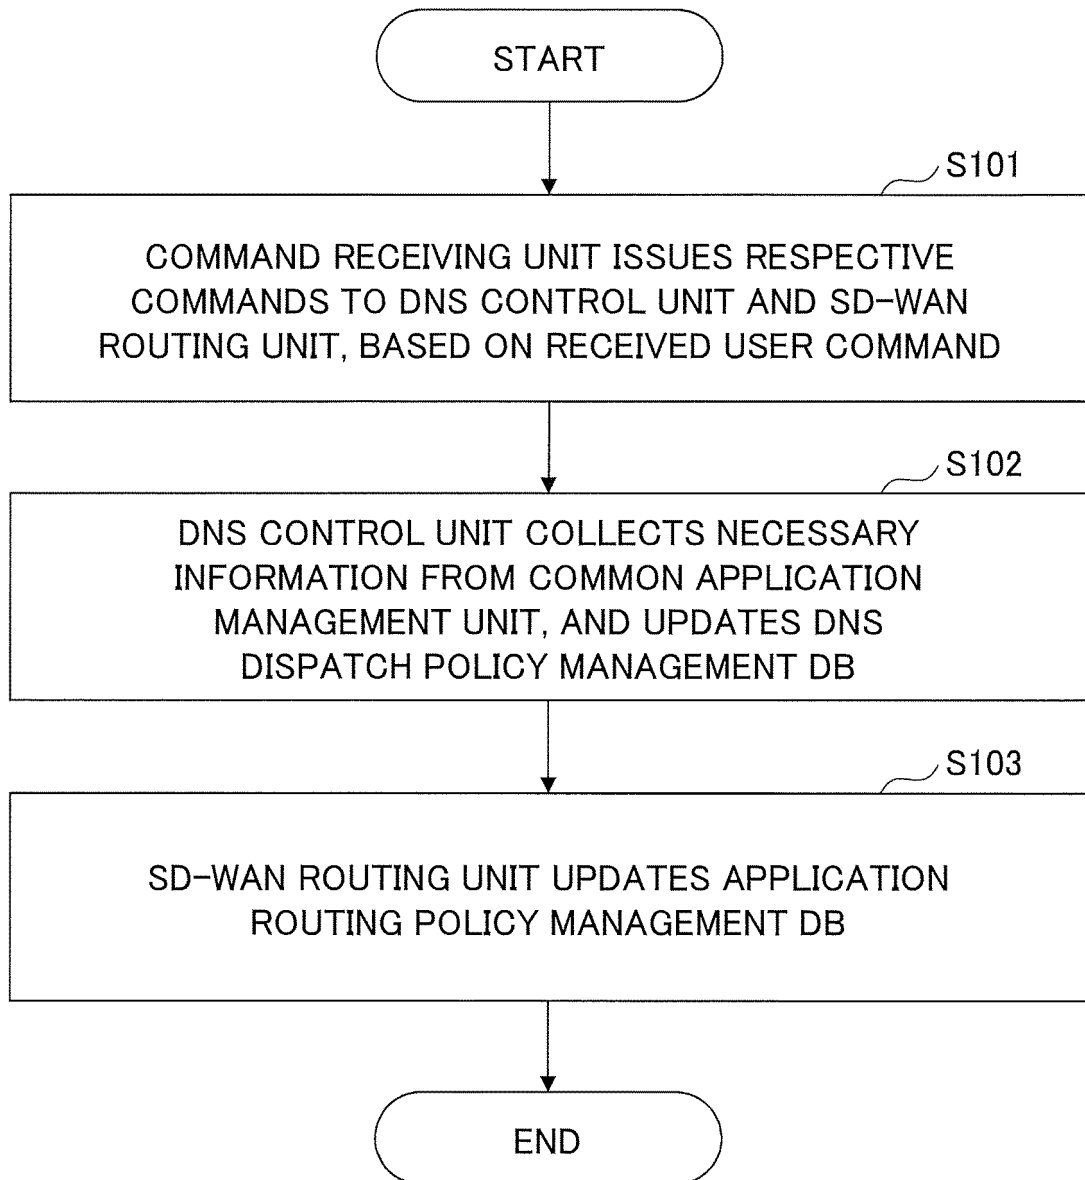 START
S101
COMMAND RECEIVING UNIT ISSUES RESPECTIVE
COMMANDS TO DNS CONTROL UNIT AND SD-WAN
ROUTING UNIT, BASED ON RECEIVED USER COMMAND
S102
DNS CONTROL UNIT COLLECTS NECESSARY
INFORMATION FROM COMMON APPLICATION
MANAGEMENT UNIT, AND UPDATES DNS
DISPATCH POLICY MANAGEMENT DB
S103
SD-WAN ROUTING UNIT UPDATES APPLICATION
ROUTING POLICY MANAGEMENT DB
END